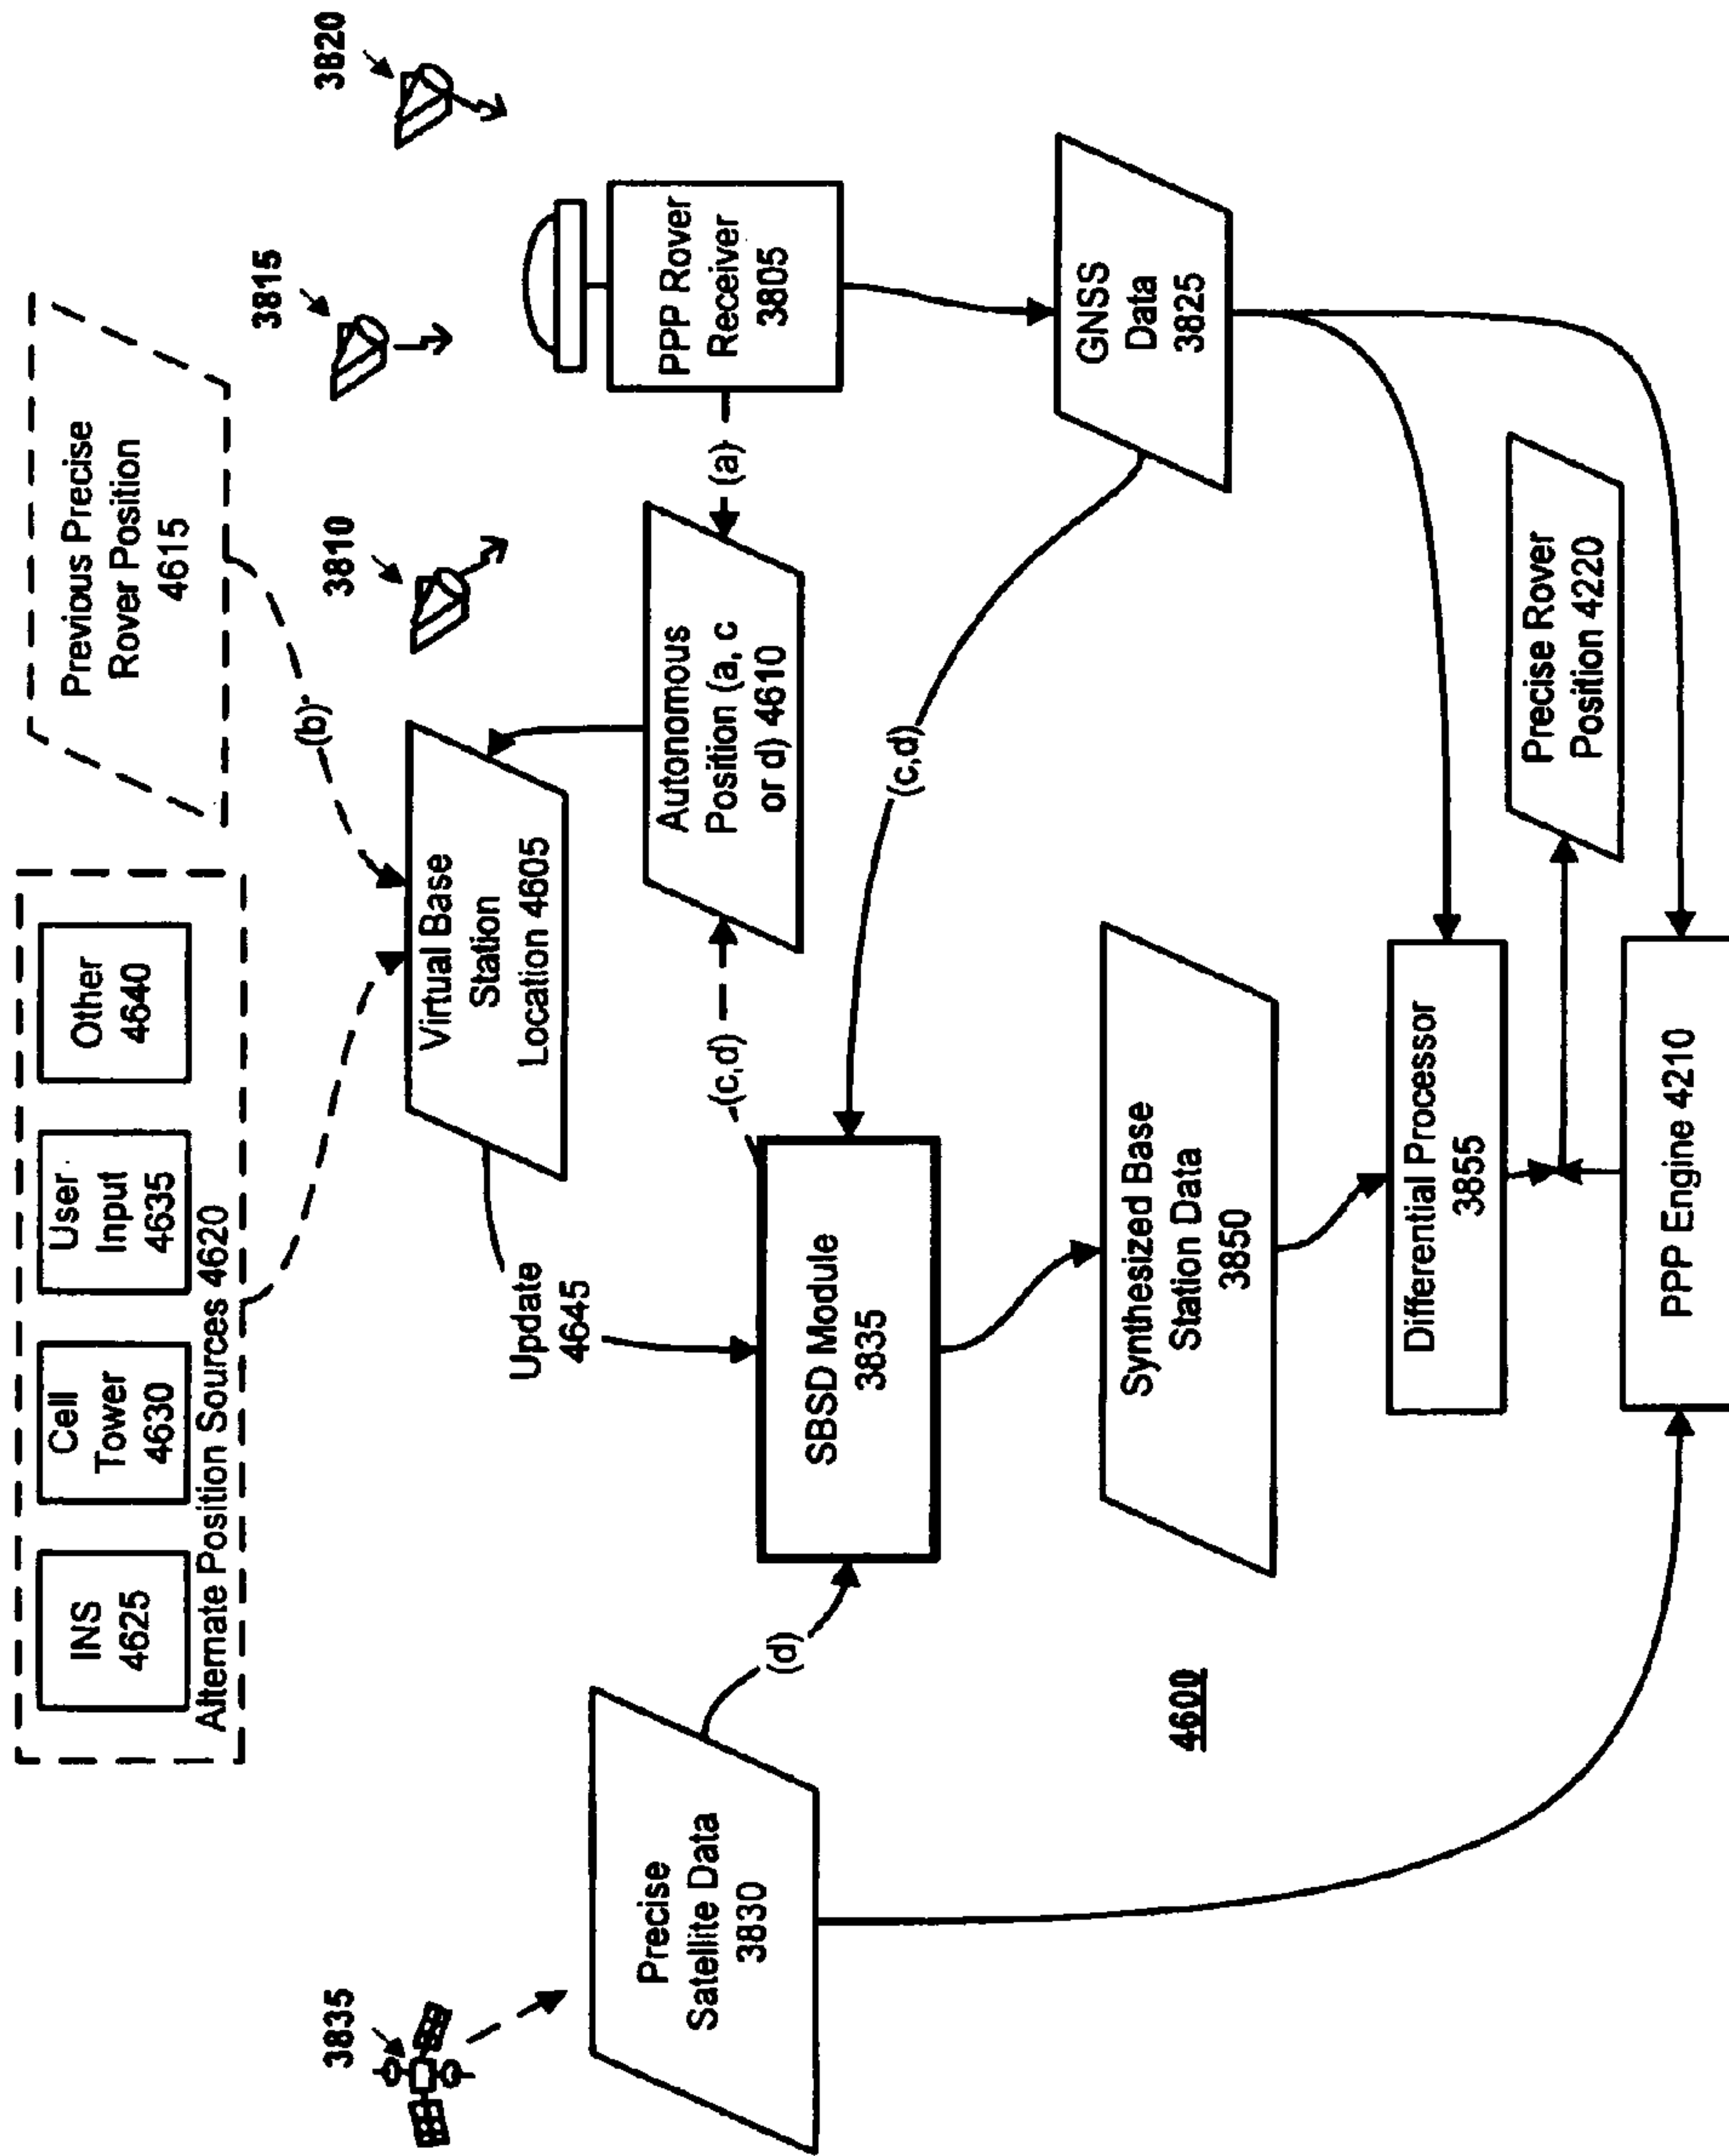 INS
4625
Cell
Tower
4630
User
Input
4635
Other
4640
Alternate Position Sources 4620
Previous Precise
Rover Position
4615
(b)
3835
3810
3815
3820
Virtual Base
Station
Location 4605
Update
4645
Autonomous
Position (a, c
or d) 4610
(a)
PPP Rover
Receiver
3805
Precise
Satellite Data
3830
(d)
(c,d)
(c,d)
SBSD Module
3835
GNSS
Data
3825
4600
Synthesized Base
Station Data
3850
Differential Processor
3855
Precise Rover
Position 4220
PPP Engine 4210